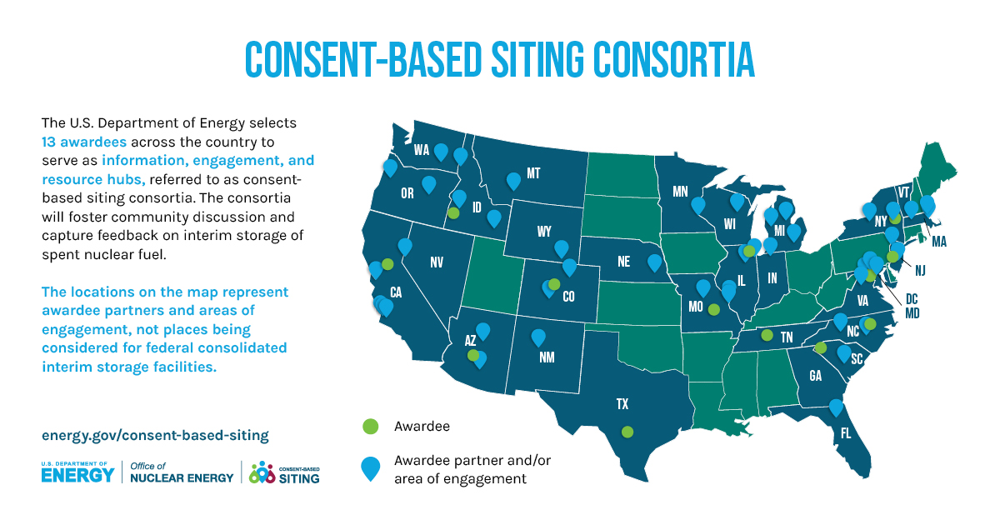 CONSENT-BASED SITING CONSORTIA
The U.S. Department of Energy selects
13 awardees across the country to
serve as information, engagement, and
resource hubs, referred to as consent-
based siting consortia. The consortia
will foster community discussion and
capture feedback on interim storage of
spent nuclear fuel.
The locations on the map represent
awardee partners and areas of
engagement, not places being
considered for federal consolidated
interim storage facilities.
energy.gov/consent-based-siting
U.S. DEPARTMENT OF
ENERGY
Office of
NUCLEAR ENERGY
CONSENT-BASED
SITING
WA
MT
OR
ID
MN
VT
WI
MI
NY
WY
MA
NV
NE
NJ
IL
IN
CA
CO
MO
VA
DC
MD
AZ
NM
TN
NC
SC
GA
TX
FL
Awardee
Awardee partner and/or
area of engagement